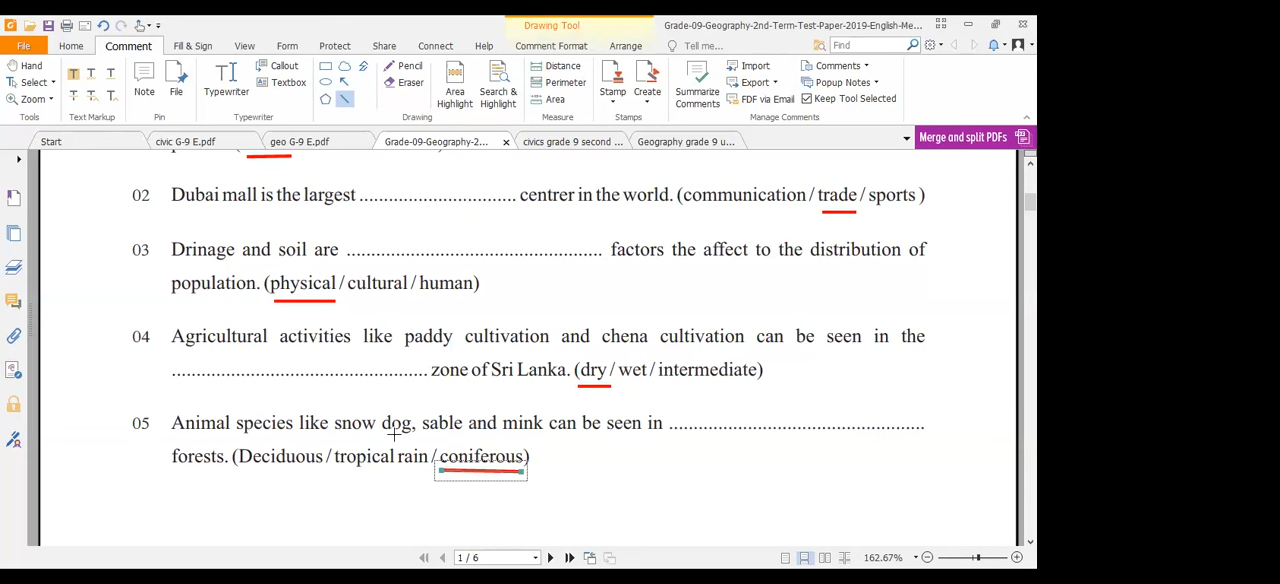 Drawing Tool
Grade-09-Geography-2nd-Term-Test-Paper-2019-English-Me...
File Home Comment Fill & Sign View Form Protect Share Connect Help Comment Format Arrange Tell me... Find
Hand
Select
Zoom
Tools
Text Markup
Note
File
Pin
Typewriter
Callout
Textbox
Typewriter
Pencil
Eraser
Drawing
Area Highlight
Search & Highlight
Distance
Perimeter
Area
Measure
Stamp
Create
Stamps
Summarize Comments
Import
Export
FDF via Email
Comments
Popup Notes
Keep Tool Selected
Manage Comments
Start civic G-9 E.pdf geo G-9 E.pdf Grade-09-Geography-2... civics grade 9 second ... Geography grade 9 u... Merge and split PDFs
02 Dubai mall is the largest ............................... centrer in the world. (communication / trade / sports )
03 Drinage and soil are ................................................... factors the affect to the distribution of
population. (physical / cultural / human)
04 Agricultural activities like paddy cultivation and chena cultivation can be seen in the
................................................... zone of Sri Lanka. (dry / wet / intermediate)
05 Animal species like snow dog, sable and mink can be seen in ...................................................
forests. (Deciduous / tropical rain / coniferous)
1 / 6
162.67%